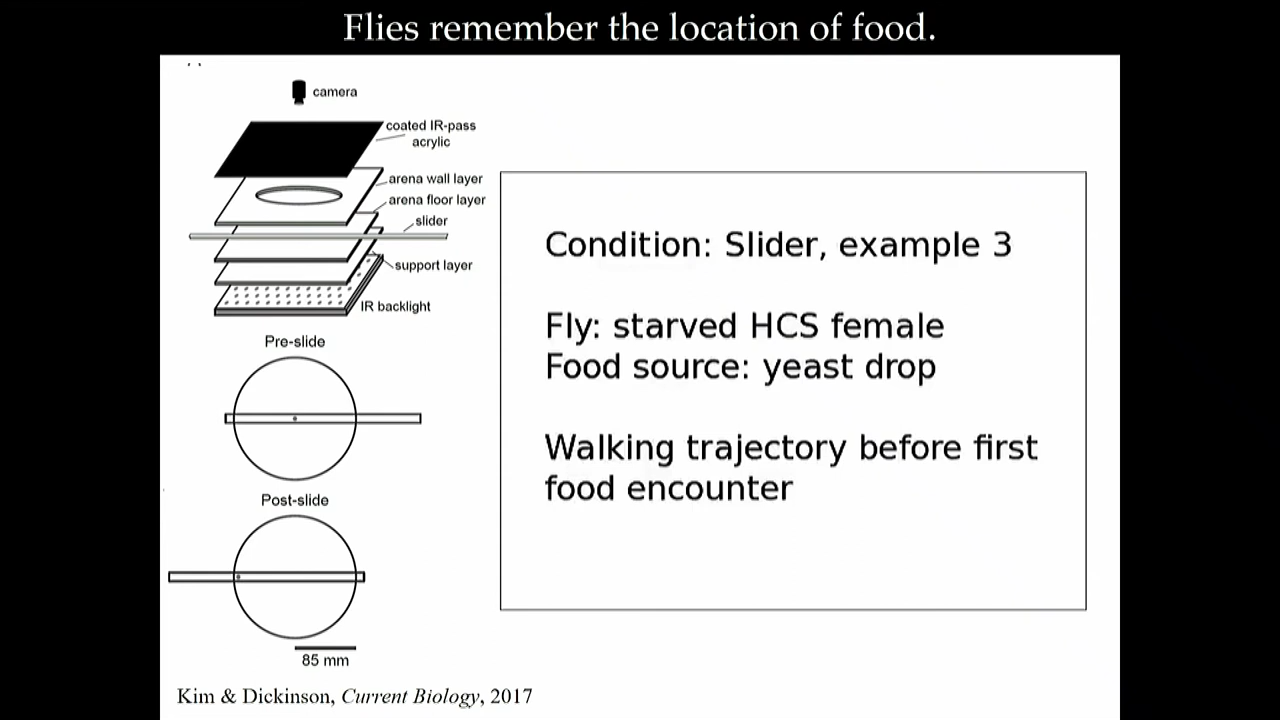 Flies remember the location of food.
camera
coated IR-pass
acrylic
arena wall layer
arena floor layer
slider
support layer
IR backlight
Pre-slide
Post-slide
85 mm
Condition: Slider, example 3
Fly: starved HCS female
Food source: yeast drop
Walking trajectory before first
food encounter
Kim & Dickinson, Current Biology, 2017